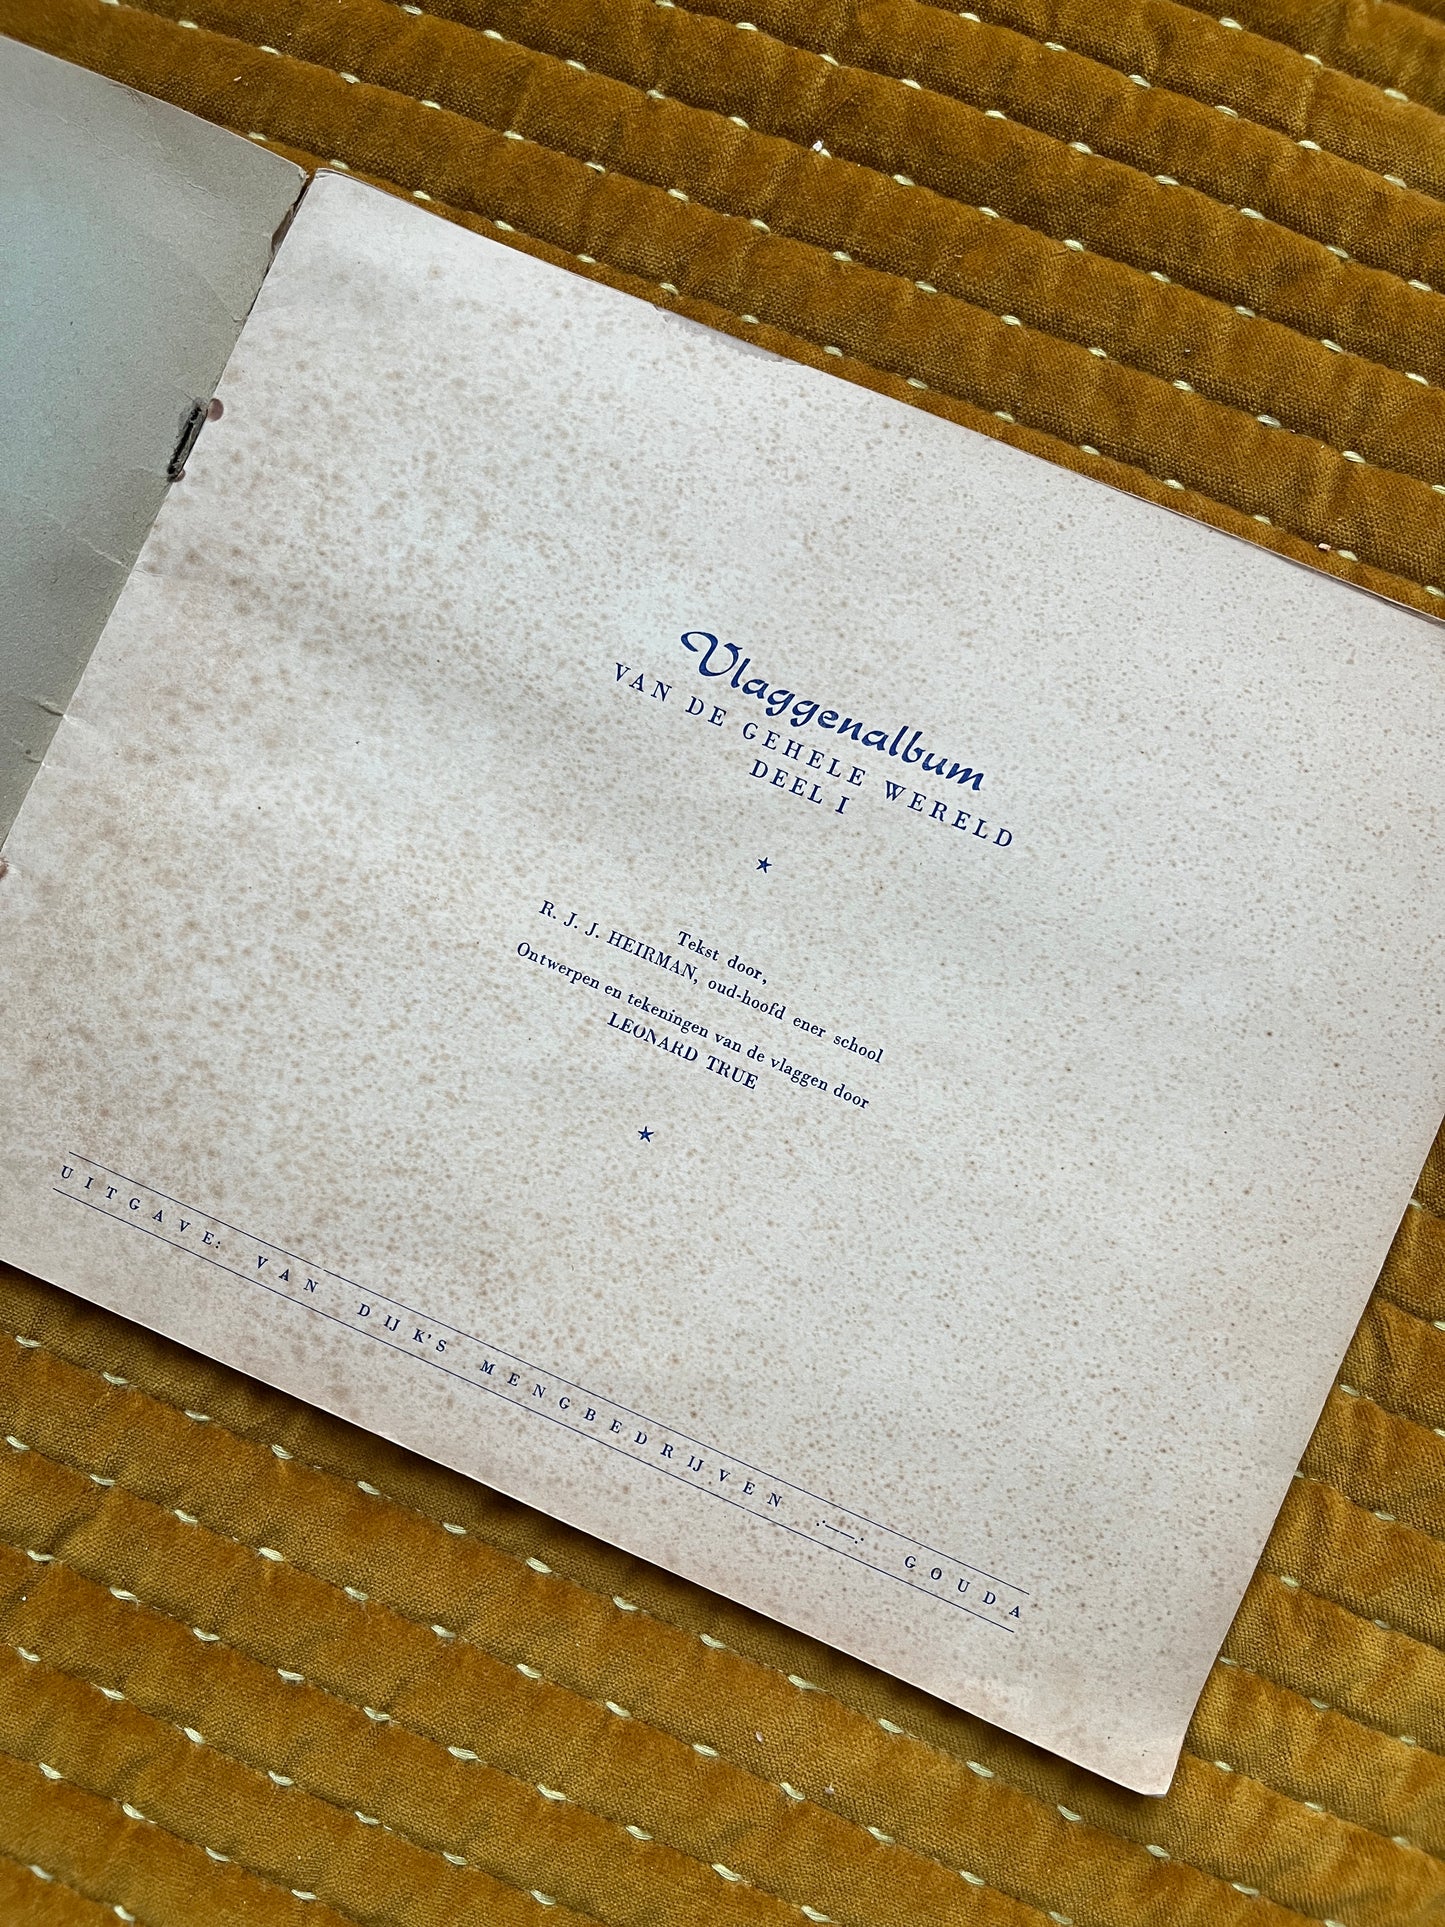 Vlaggenalbum
VAN DE GEHELE WERELD
DEEL I
Tekst door,
R. J. J. HEIRMAN, oud-hoofd ener school
Ontwerpen en tekeningen van de vlaggen door
LEONARD TRUE
UITGAVE: VAN DIJK'S MENGBEDRIJVEN .:——.: GOUDA